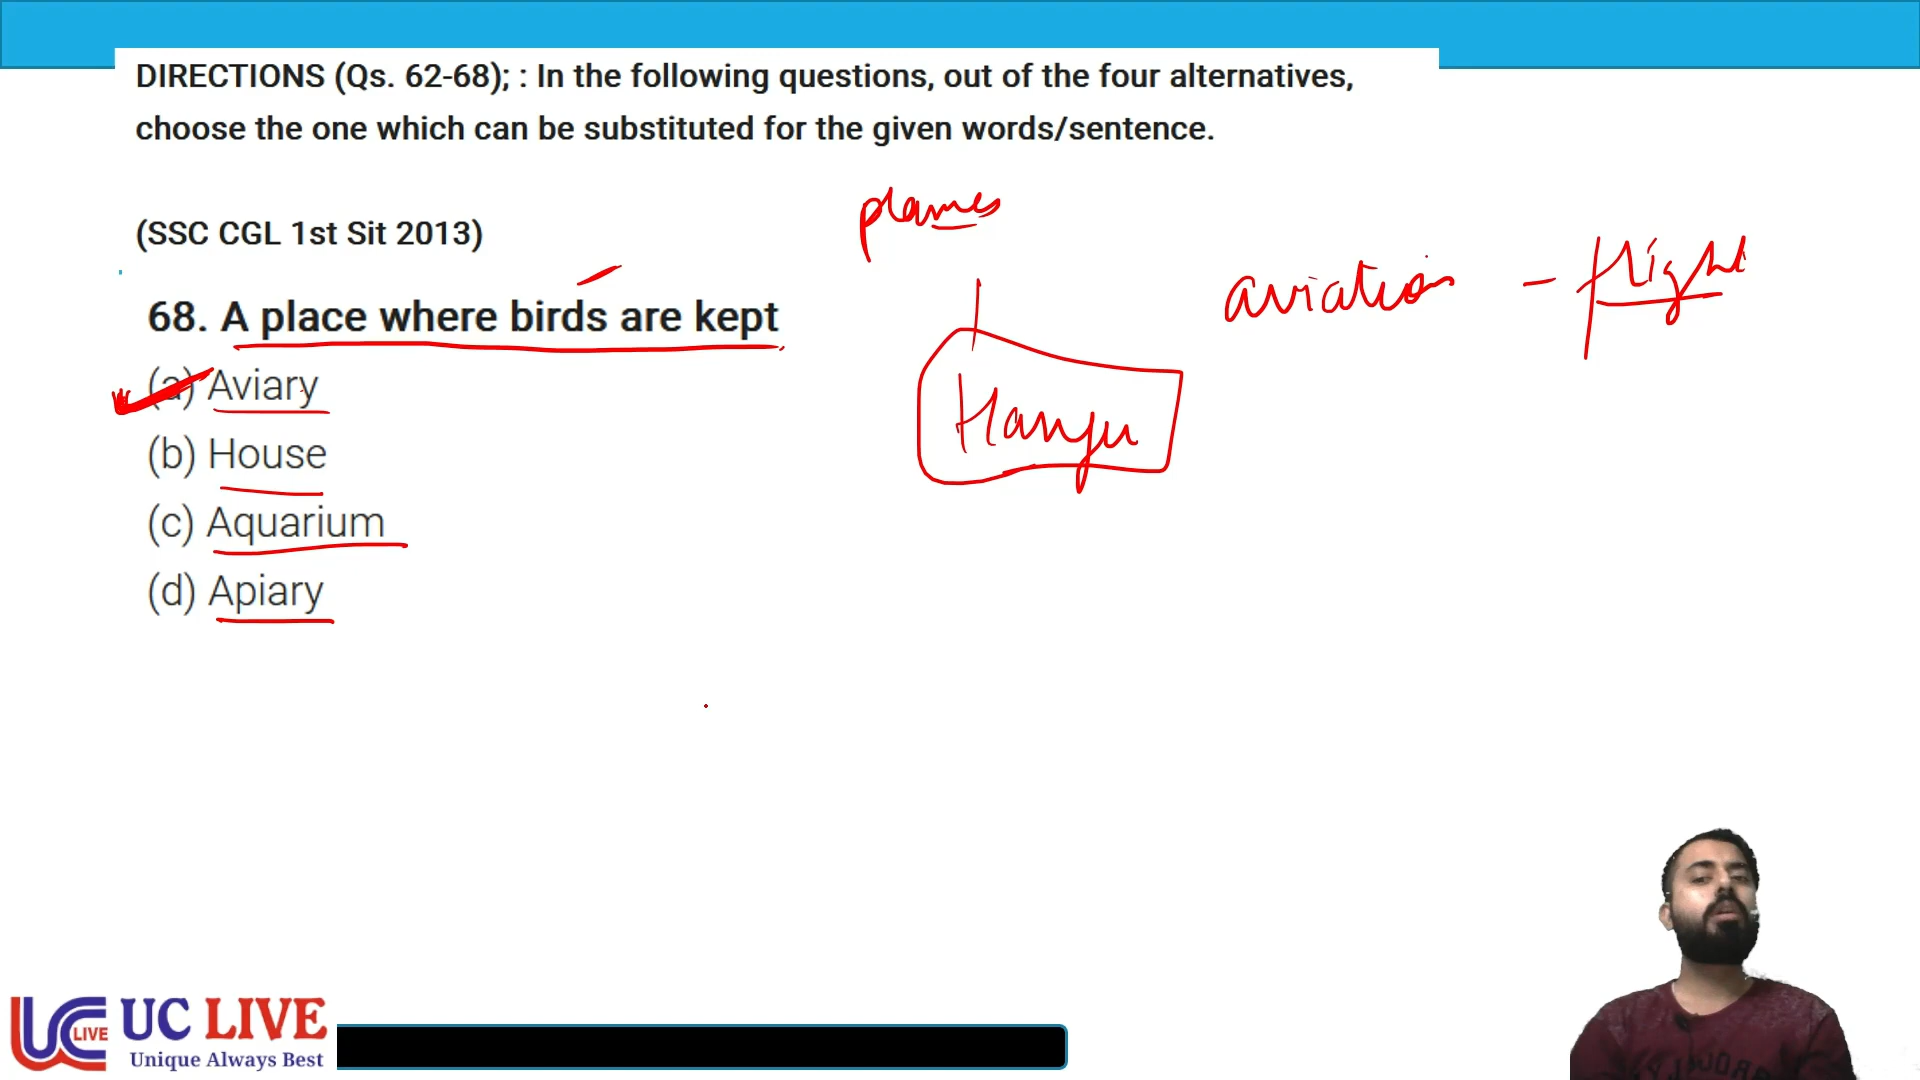 DIRECTIONS (Qs. 62-68); : In the following questions, out of the four alternatives,
choose the one which can be substituted for the given words/sentence.
(SSC CGL 1st Sit 2013)
planes
aviation - flight
68. A place where birds are kept
(a) Aviary
Hanger
(b) House
(c) Aquarium
(d) Apiary
LIVE
UC LIVE
Unique Always Best